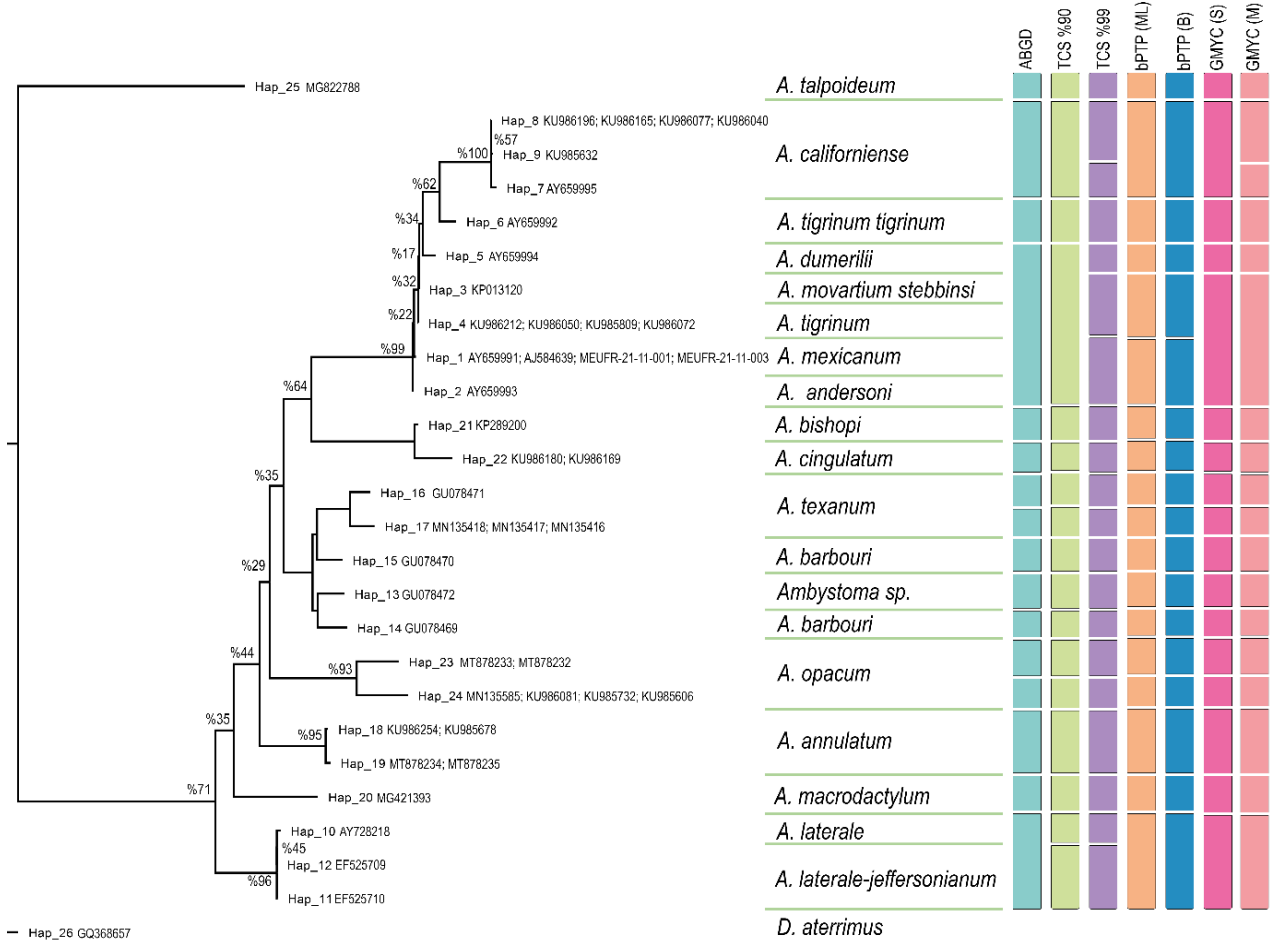 ABGD
TCS %90
TCS %99
bPTP (ML)
bPTP (B)
GMYC (S)
GMYC (M)
Hap_25 MG822788
A. talpoideum
Hap_8 KU986196; KU986165; KU986077; KU986040
%57
%100
Hap_9 KU985632
A. californiense
%62
Hap_7 AY659995
%34
Hap_6 AY659992
A. tigrinum tigrinum
%17
Hap_5 AY659994
A. dumerilii
%32
Hap_3 KP013120
A. movartium stebbinsi
%22
Hap_4 KU986212; KU986050; KU985809; KU986072
A. tigrinum
%99
Hap_1 AY659991; AJ584639; MEUFR-21-11-001; MEUFR-21-11-003
A. mexicanum
%64
Hap_2 AY659993
A. andersoni
Hap_21 KP289200
A. bishopi
Hap_22 KU986180; KU986169
A. cingulatum
%35
Hap_16 GU078471
A. texanum
Hap_17 MN135418; MN135417; MN135416
%29
Hap_15 GU078470
A. barbouri
Hap_13 GU078472
Ambystoma sp.
Hap_14 GU078469
A. barbouri
%44
%93
Hap_23 MT878233; MT878232
A. opacum
Hap_24 MN135585; KU986081; KU985732; KU985606
%35
%95
Hap_18 KU986254; KU985678
A. annulatum
Hap_19 MT878234; MT878235
%71
Hap_20 MG421393
A. macrodactylum
Hap_10 AY728218
A. laterale
%45
Hap_12 EF525709
%96
A. laterale-jeffersonianum
Hap_11 EF525710
Hap_26 GQ368657
D. aterrimus